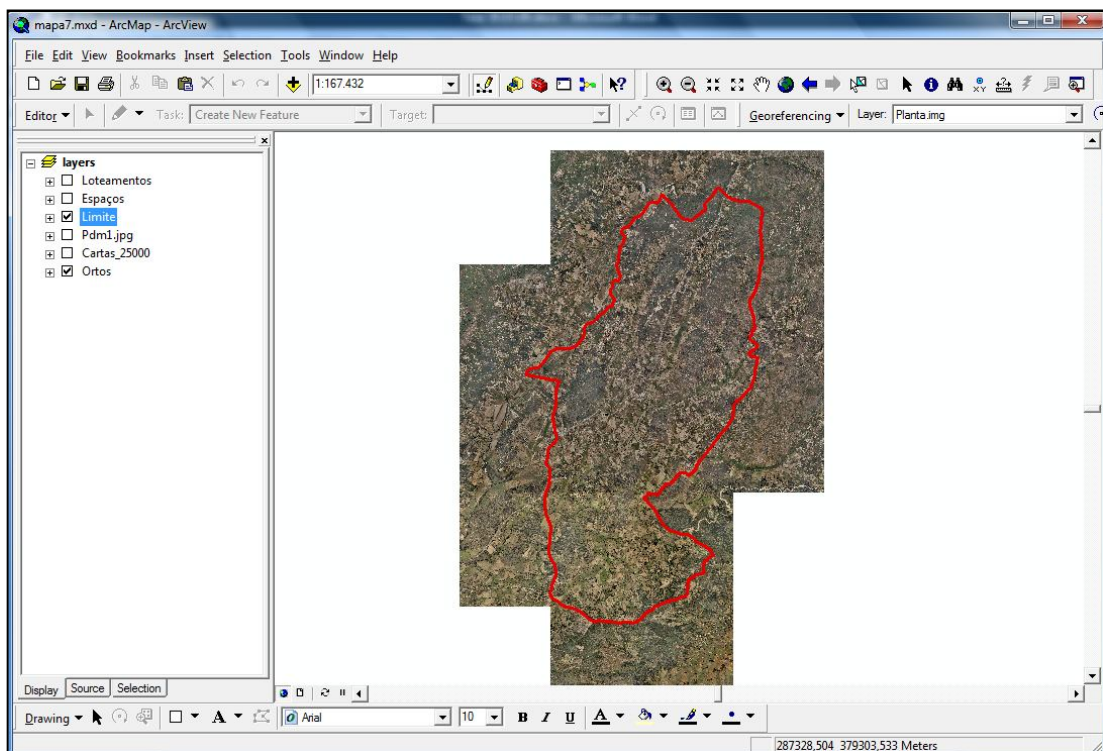 mapa7.mxd - ArcMap - ArcView
File Edit View Bookmarks Insert Selection Tools Window Help
1:167.432
Editor Task: Create New Feature Target: Georeferencing Layer: Planta.img
layers
Loteamentos
Espaços
Limite
Pdm1.jpg
Cartas_25000
Ortos
Display Source Selection
Drawing A Arial 10 B I U A
287328,504 379303,533 Meters